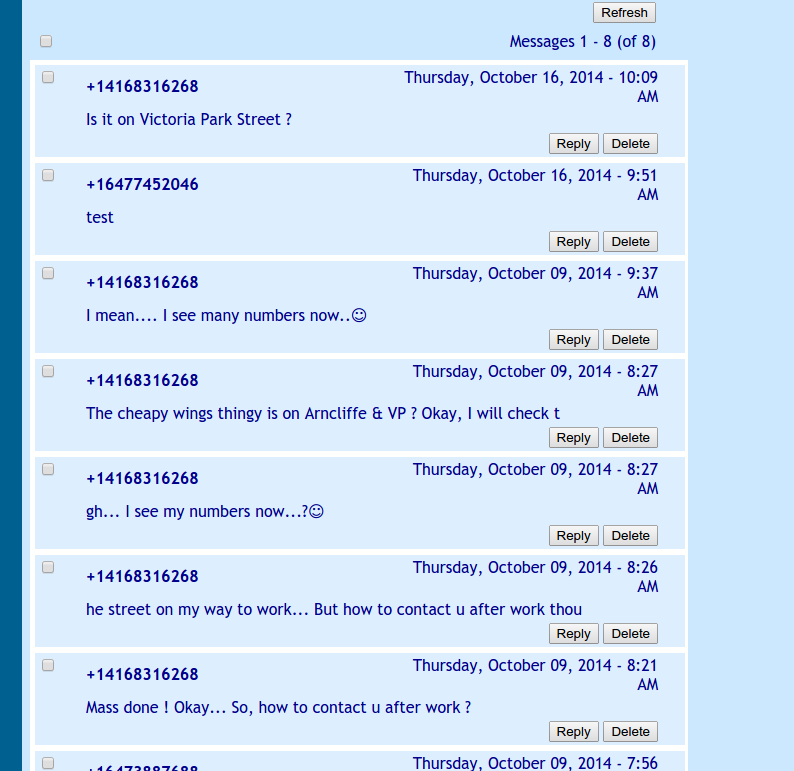 Refresh
Messages 1 - 8 (of 8)
+14168316268
Thursday, October 16, 2014 - 10:09
AM
Is it on Victoria Park Street ?
Reply Delete
+16477452046
Thursday, October 16, 2014 - 9:51
AM
test
Reply Delete
+14168316268
Thursday, October 09, 2014 - 9:37
AM
I mean.... I see many numbers now..☺
Reply Delete
+14168316268
Thursday, October 09, 2014 - 8:27
AM
The cheapy wings thingy is on Arncliffe & VP ? Okay, I will check t
Reply Delete
+14168316268
Thursday, October 09, 2014 - 8:27
AM
gh... I see my numbers now...?☺
Reply Delete
+14168316268
Thursday, October 09, 2014 - 8:26
AM
he street on my way to work... But how to contact u after work thou
Reply Delete
+14168316268
Thursday, October 09, 2014 - 8:21
AM
Mass done ! Okay... So, how to contact u after work ?
Reply Delete
Thursday, October 09, 2014 - 7:56